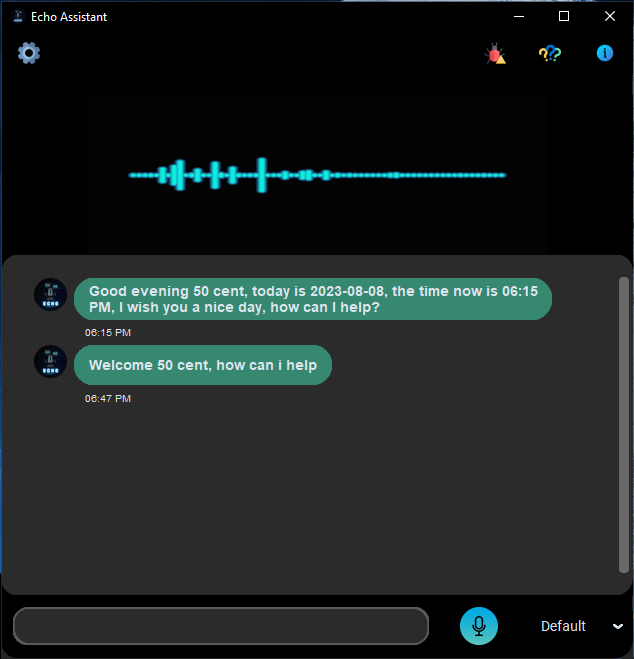 Echo Assistant
Good evening 50 cent, today is 2023-08-08, the time now is 06:15
PM, I wish you a nice day, how can I help?
06:15 PM
Welcome 50 cent, how can i help
06:47 PM
Default